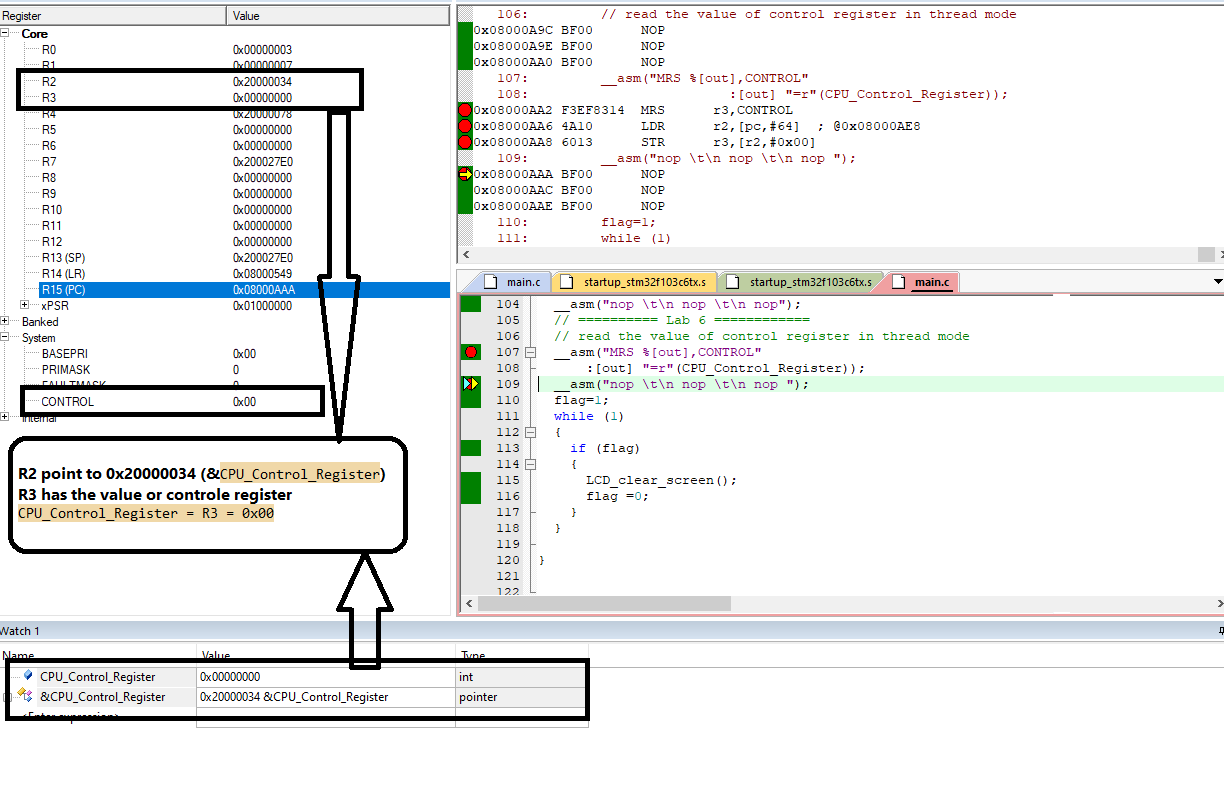 Register Value
Core
R0 0x00000003
R1 0x00000007
R2 0x20000034
R3 0x00000000
R4 0x20000078
R5 0x00000000
R6 0x00000000
R7 0x200027E0
R8 0x00000000
R9 0x00000000
R10 0x00000000
R11 0x00000000
R12 0x00000000
R13 (SP) 0x200027E0
R14 (LR) 0x08000549
R15 (PC) 0x08000AAA
xPSR 0x01000000
Banked
System
BASEPRI 0x00
PRIMASK 0
FAULTMASK 0
CONTROL 0x00
Internal
R2 point to 0x20000034 (&CPU_Control_Register)
R3 has the value or controle register
CPU_Control_Register = R3 = 0x00
106: // read the value of control register in thread mode
0x08000A9C BF00 NOP
0x08000A9E BF00 NOP
0x08000AA0 BF00 NOP
107: __asm("MRS %[out],CONTROL"
108: :[out] "=r"(CPU_Control_Register));
0x08000AA2 F3EF8314 MRS r3,CONTROL
0x08000AA6 4A10 LDR r2,[pc,#64] ; @0x08000AE8
0x08000AA8 6013 STR r3,[r2,#0x00]
109: __asm("nop \t\n nop \t\n nop ");
0x08000AAA BF00 NOP
0x08000AAC BF00 NOP
0x08000AAE BF00 NOP
110: flag=1;
111: while (1)
main.c startup_stm32f103c6tx.s startup_stm32f103c6tx.s main.c
104 __asm("nop \t\n nop \t\n nop");
105 // ========== Lab 6 ============
106 // read the value of control register in thread mode
107 __asm("MRS %[out],CONTROL"
108 :[out] "=r"(CPU_Control_Register));
109 __asm("nop \t\n nop \t\n nop ");
110 flag=1;
111 while (1)
112 {
113 if (flag)
114 {
115 LCD_clear_screen();
116 flag =0;
117 }
118 }
119
120 }
121
122
Watch 1
Name Value Type
CPU_Control_Register 0x00000000 int
&CPU_Control_Register 0x20000034 &CPU_Control_Register pointer
<Enter expression>